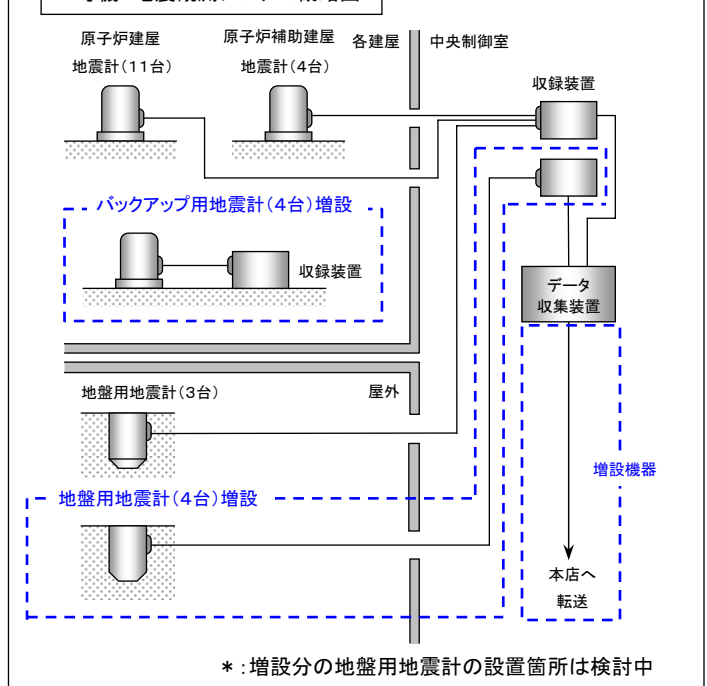 原子炉建屋
地震計(11台)
原子炉補助建屋
地震計(4台)
各建屋
中央制御室
収録装置
バックアップ用地震計(4台)増設
収録装置
データ
収集装置
地盤用地震計(3台)
屋外
増設機器
地盤用地震計(4台)増設
本店へ
転送
*:増設分の地盤用地震計の設置箇所は検討中